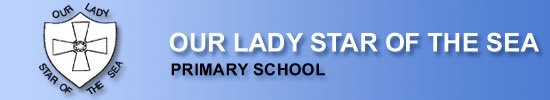 OUR LADY
STAR OF THE SEA
OUR LADY STAR OF THE SEA
PRIMARY SCHOOL